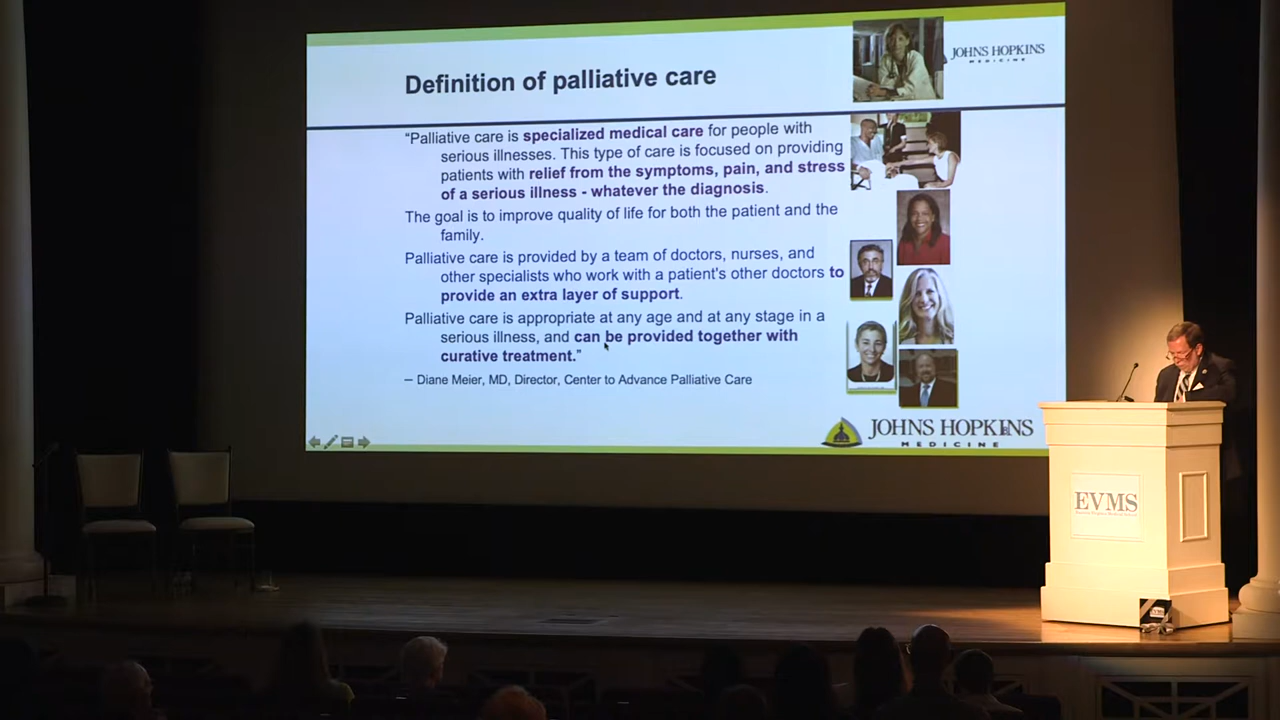 JOHNS HOPKINS
MEDICINE
Definition of palliative care
“Palliative care is specialized medical care for people with
serious illnesses. This type of care is focused on providing
patients with relief from the symptoms, pain, and stress
of a serious illness - whatever the diagnosis.
The goal is to improve quality of life for both the patient and the
family.
Palliative care is provided by a team of doctors, nurses, and
other specialists who work with a patient's other doctors to
provide an extra layer of support.
Palliative care is appropriate at any age and at any stage in a
serious illness, and can be provided together with
curative treatment.”
– Diane Meier, MD, Director, Center to Advance Palliative Care
JOHNS HOPKINS
MEDICINE
EVMS